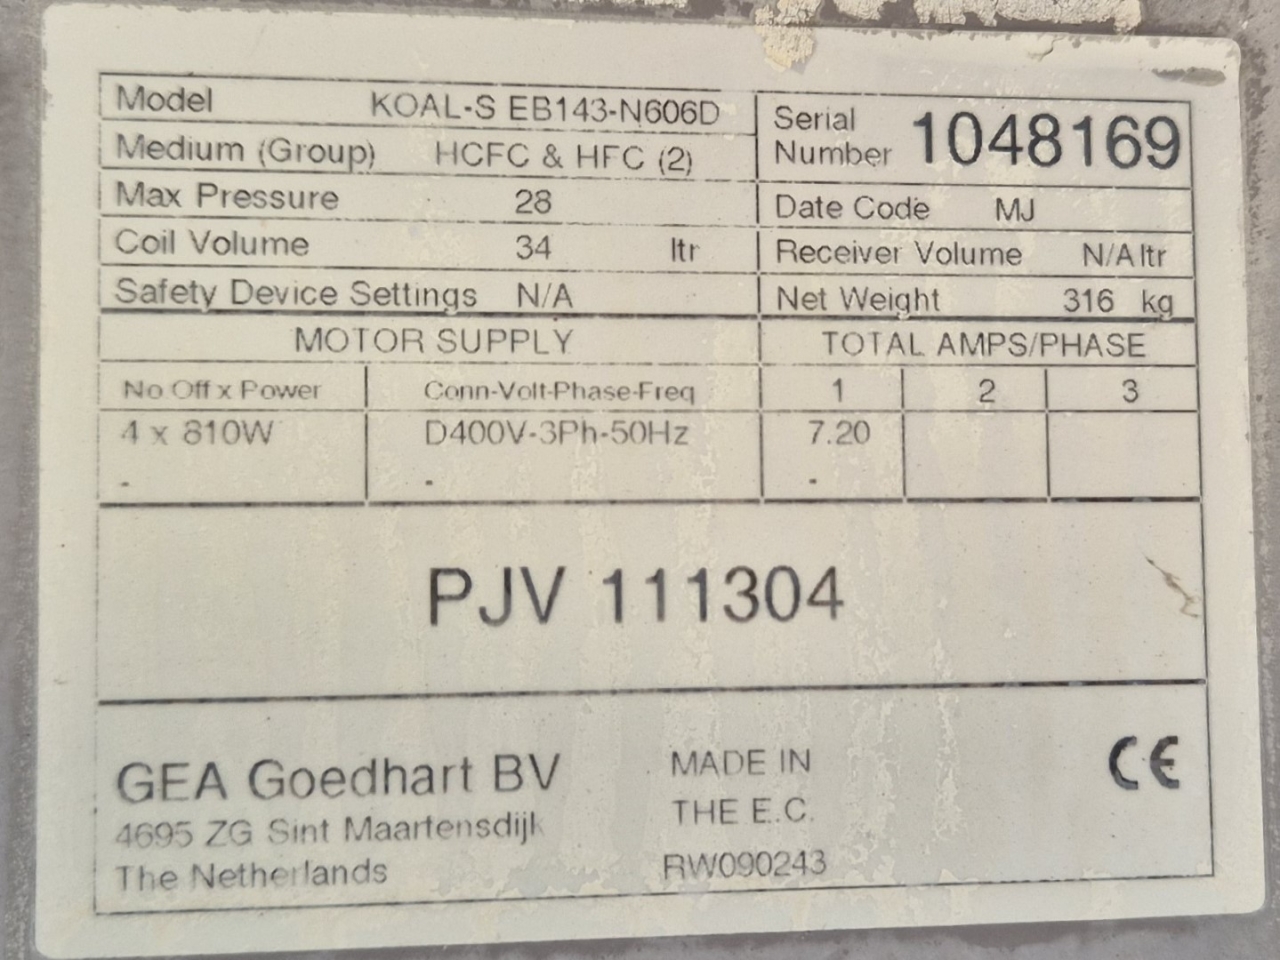 Model KOAL-S EB143-N606D
Serial Number 1048169
Medium (Group) HCFC & HFC (2)
Max Pressure 28
Date Code MJ
Coil Volume 34 ltr
Receiver Volume N/A ltr
Safety Device Settings N/A
Net Weight 316 kg
MOTOR SUPPLY TOTAL AMPS/PHASE
No Off x Power Conn-Volt-Phase-Freq 1 2 3
4 x 810W D400V-3Ph-50Hz 7.20
- - -
PJV 111304
GEA Goedhart BV
4695 ZG Sint Maartensdijk
The Netherlands
MADE IN
THE E.C.
RW090243
CE